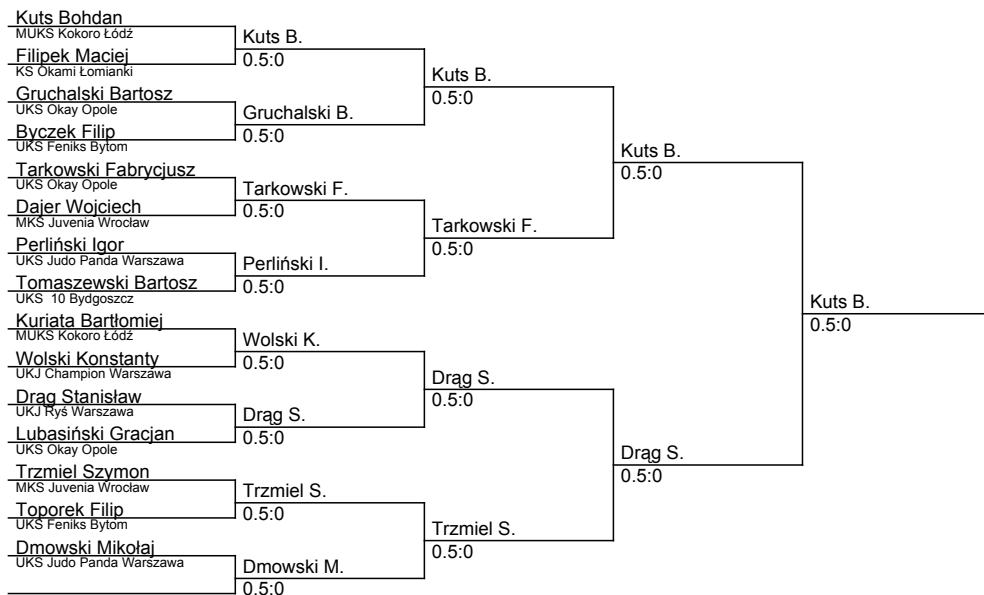 Kuts Bohdan
MUKS Kokoro Łódź
Filipek Maciej
KS Okami Łomianki
Gruchalski Bartosz
UKS Okay Opole
Byczek Filip
UKS Feniks Bytom
Tarkowski Fabrycjusz
UKS Okay Opole
Dajer Wojciech
MKS Juvenia Wrocław
Perliński Igor
UKS Judo Panda Warszawa
Tomaszewski Bartosz
UKS 10 Bydgoszcz
Kuriata Bartłomiej
MUKS Kokoro Łódź
Wolski Konstanty
UKJ Champion Warszawa
Drąg Stanisław
UKJ Ryś Warszawa
Lubasiński Gracjan
UKS Okay Opole
Trzmiel Szymon
MKS Juvenia Wrocław
Toporek Filip
UKS Feniks Bytom
Dmowski Mikołaj
UKS Judo Panda Warszawa
Kuts B.
0.5:0
Gruchalski B.
0.5:0
Tarkowski F.
0.5:0
Perliński I.
0.5:0
Wolski K.
0.5:0
Drąg S.
0.5:0
Trzmiel S.
0.5:0
Dmowski M.
0.5:0
Kuts B.
0.5:0
Tarkowski F.
0.5:0
Drąg S.
0.5:0
Trzmiel S.
0.5:0
Kuts B.
0.5:0
Drąg S.
0.5:0
Kuts B.
0.5:0